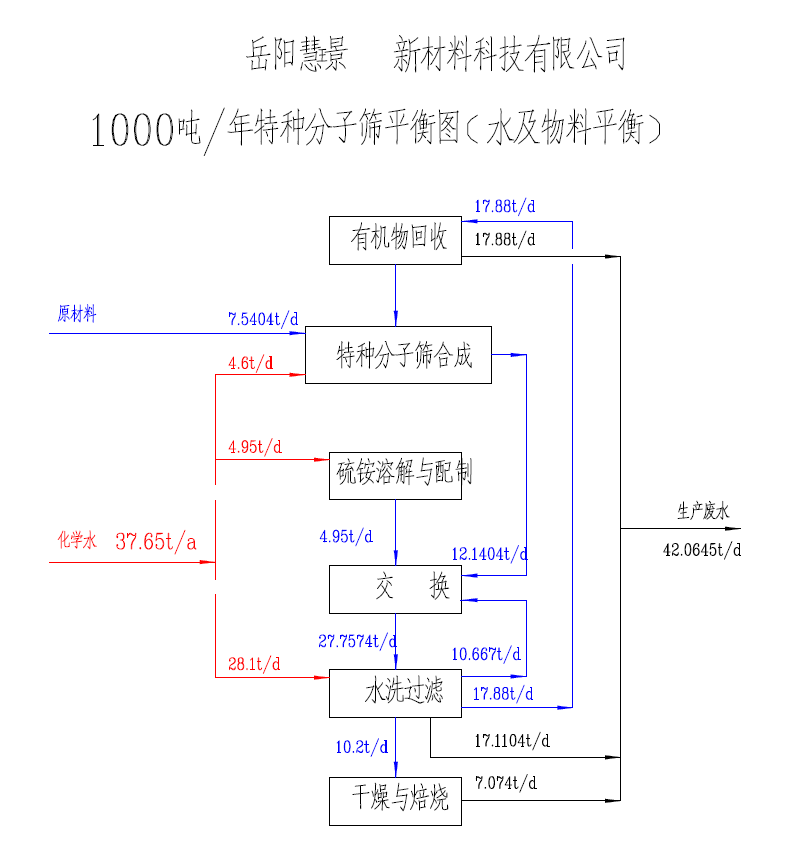 岳阳慧景 新材料科技有限公司
1000吨/年特种分子筛平衡图(水及物料平衡)
17.88t/d
有机物回收
17.88t/d
原材料
7.5404t/d
特种分子筛合成
4.6t/d
4.95t/d
硫铵溶解与配制
生产废水
化学水 37.65t/a
4.95t/d
12.1404t/d
42.0645t/d
交 换
27.7574t/d
10.667t/d
28.1t/d
水洗过滤
17.88t/d
10.2t/d
17.1104t/d
7.074t/d
干燥与焙烧